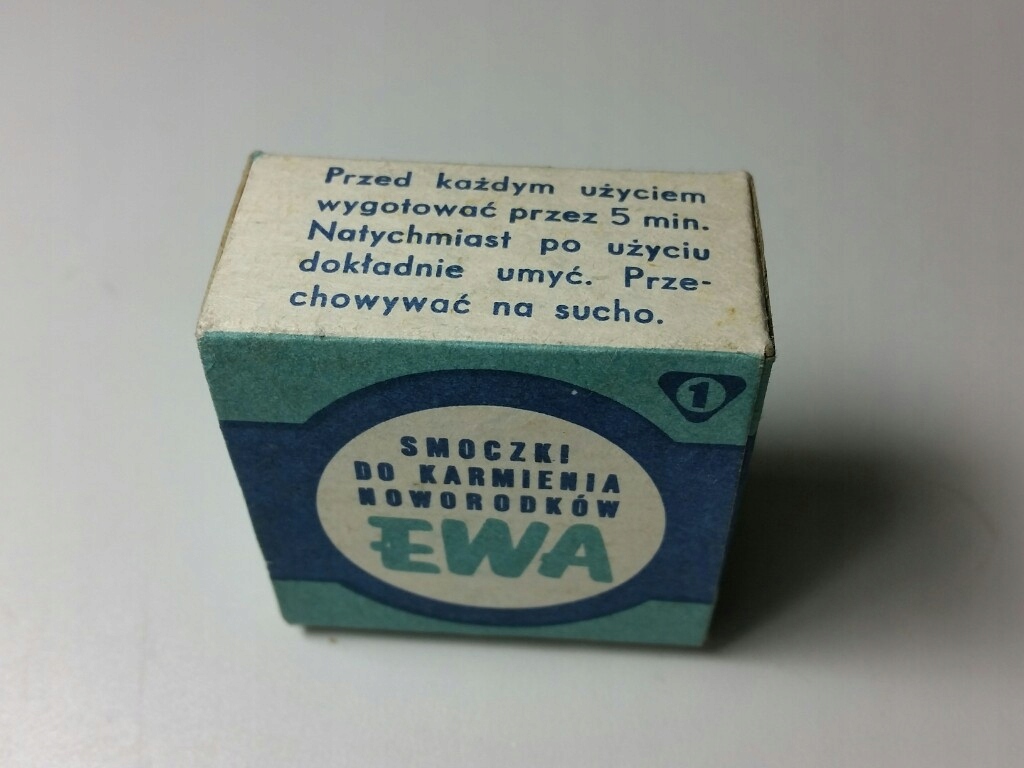 Przed każdym użyciem
wygotować przez 5 min.
Natychmiast po użyciu
dokładnie umyć. Prze-
chowywać na sucho.
1
SMOCZKI
DO KARMIENIA
NOWORODKÓW
EWA